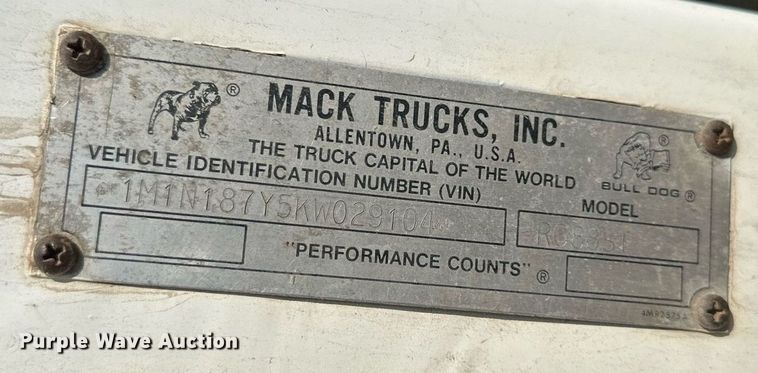 MACK TRUCKS, INC.
ALLENTOWN, PA., U.S.A.
THE TRUCK CAPITAL OF THE WORLD
VEHICLE IDENTIFICATION NUMBER (VIN)
MODEL
BULL DOG ®
1M1N187Y5KW029104
"PERFORMANCE COUNTS" ®
Purple Wave Auction